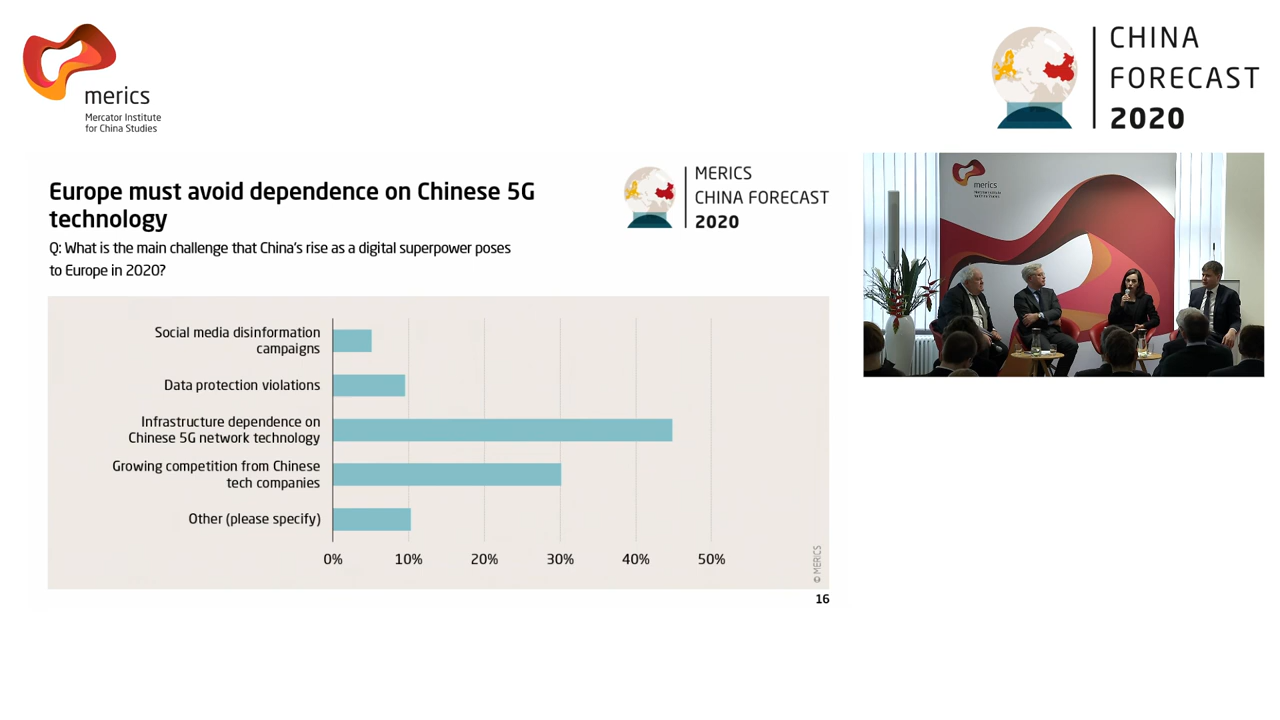 merics
Mercator Institute
for China Studies
CHINA
FORECAST
2020
Europe must avoid dependence on Chinese 5G
technology
Q: What is the main challenge that China's rise as a digital superpower poses
to Europe in 2020?
MERICS
CHINA FORECAST
2020
Social media disinformation
campaigns
Data protection violations
Infrastructure dependence on
Chinese 5G network technology
Growing competition from Chinese
tech companies
Other (please specify)
0% 10% 20% 30% 40% 50%
© MERICS
16
merics